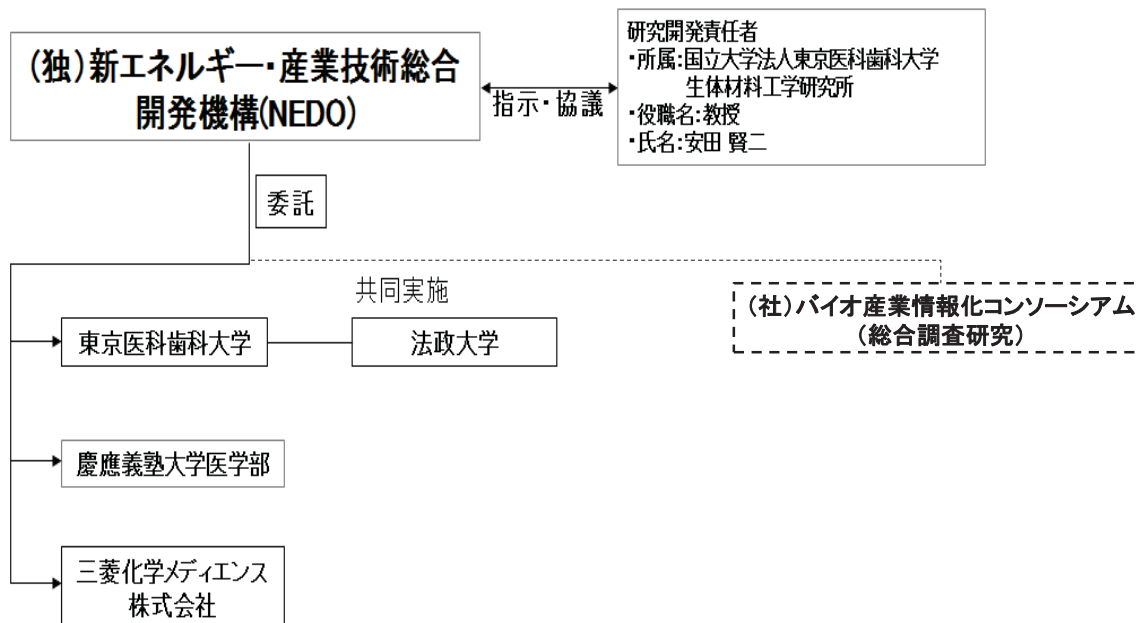 (独)新エネルギー・産業技術総合
開発機構(NEDO)
指示・協議
研究開発責任者
・所属:国立大学法人東京医科歯科大学
生体材料工学研究所
・役職名:教授
・氏名:安田 賢二
委託
共同実施
(社)バイオ産業情報化コンソーシアム
(総合調査研究)
東京医科歯科大学
法政大学
慶應義塾大学医学部
三菱化学メディエンス
株式会社